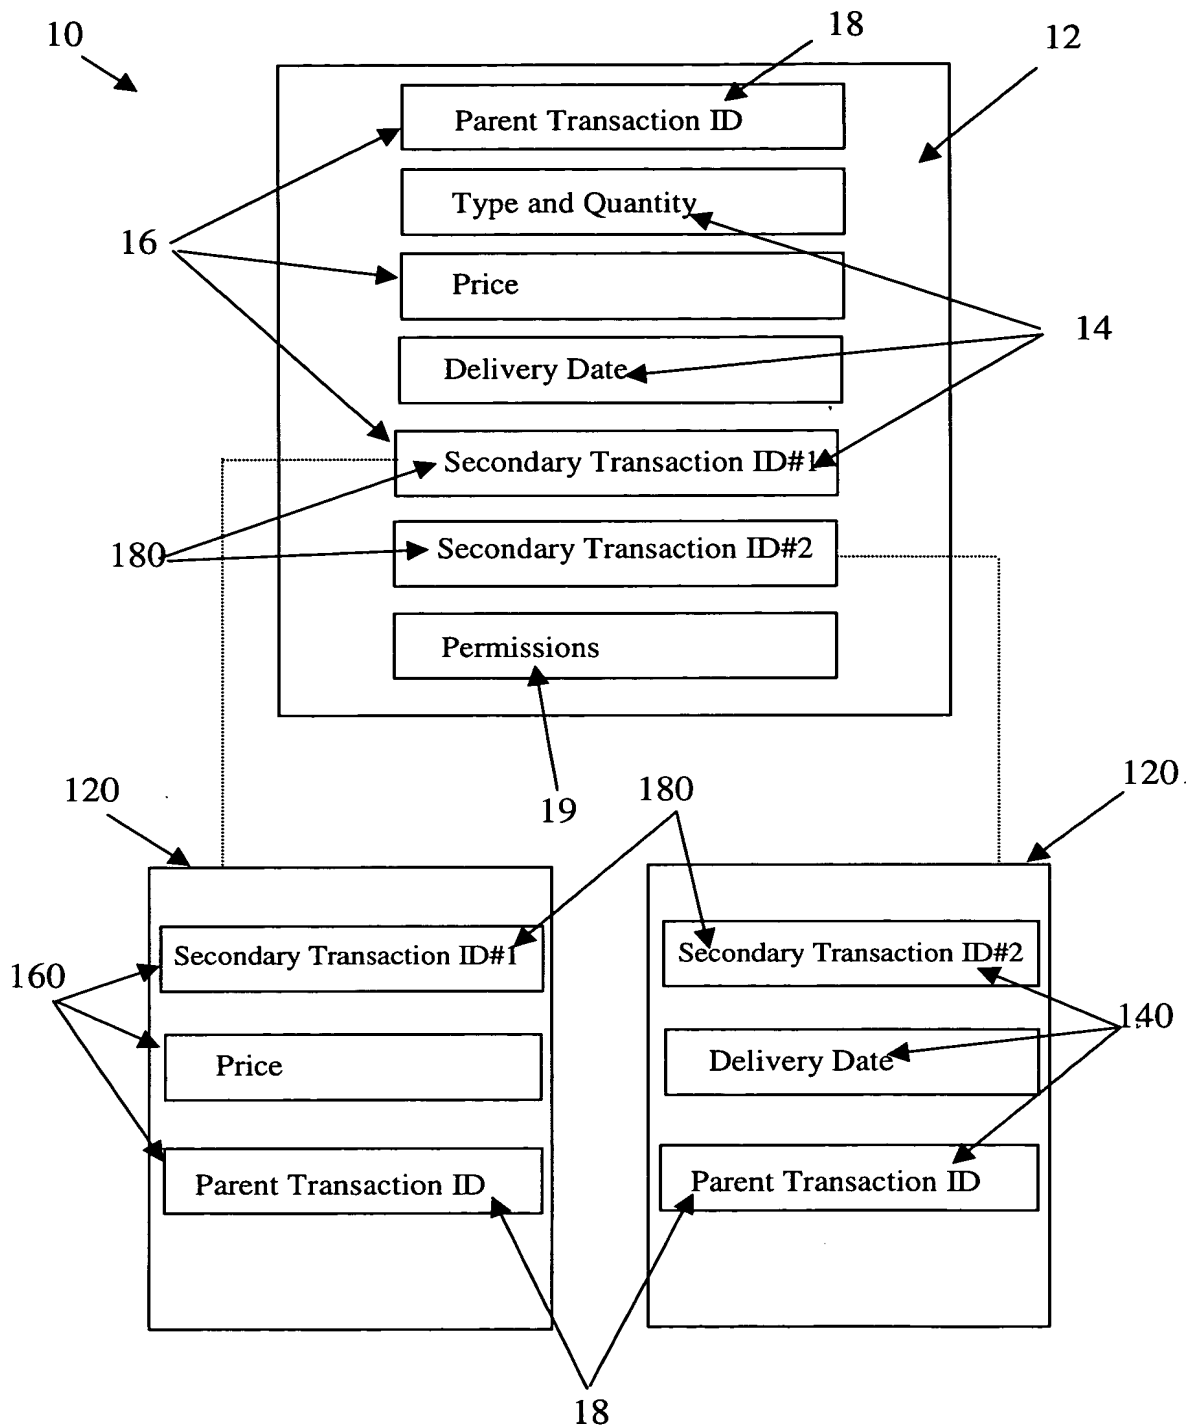 10
18
12
Parent Transaction ID
Type and Quantity
16
Price
14
Delivery Date
Secondary Transaction ID#1
180
Secondary Transaction ID#2
Permissions
120
19
180
120
Secondary Transaction ID#1
Secondary Transaction ID#2
160
140
Price
Delivery Date
Parent Transaction ID
Parent Transaction ID
18